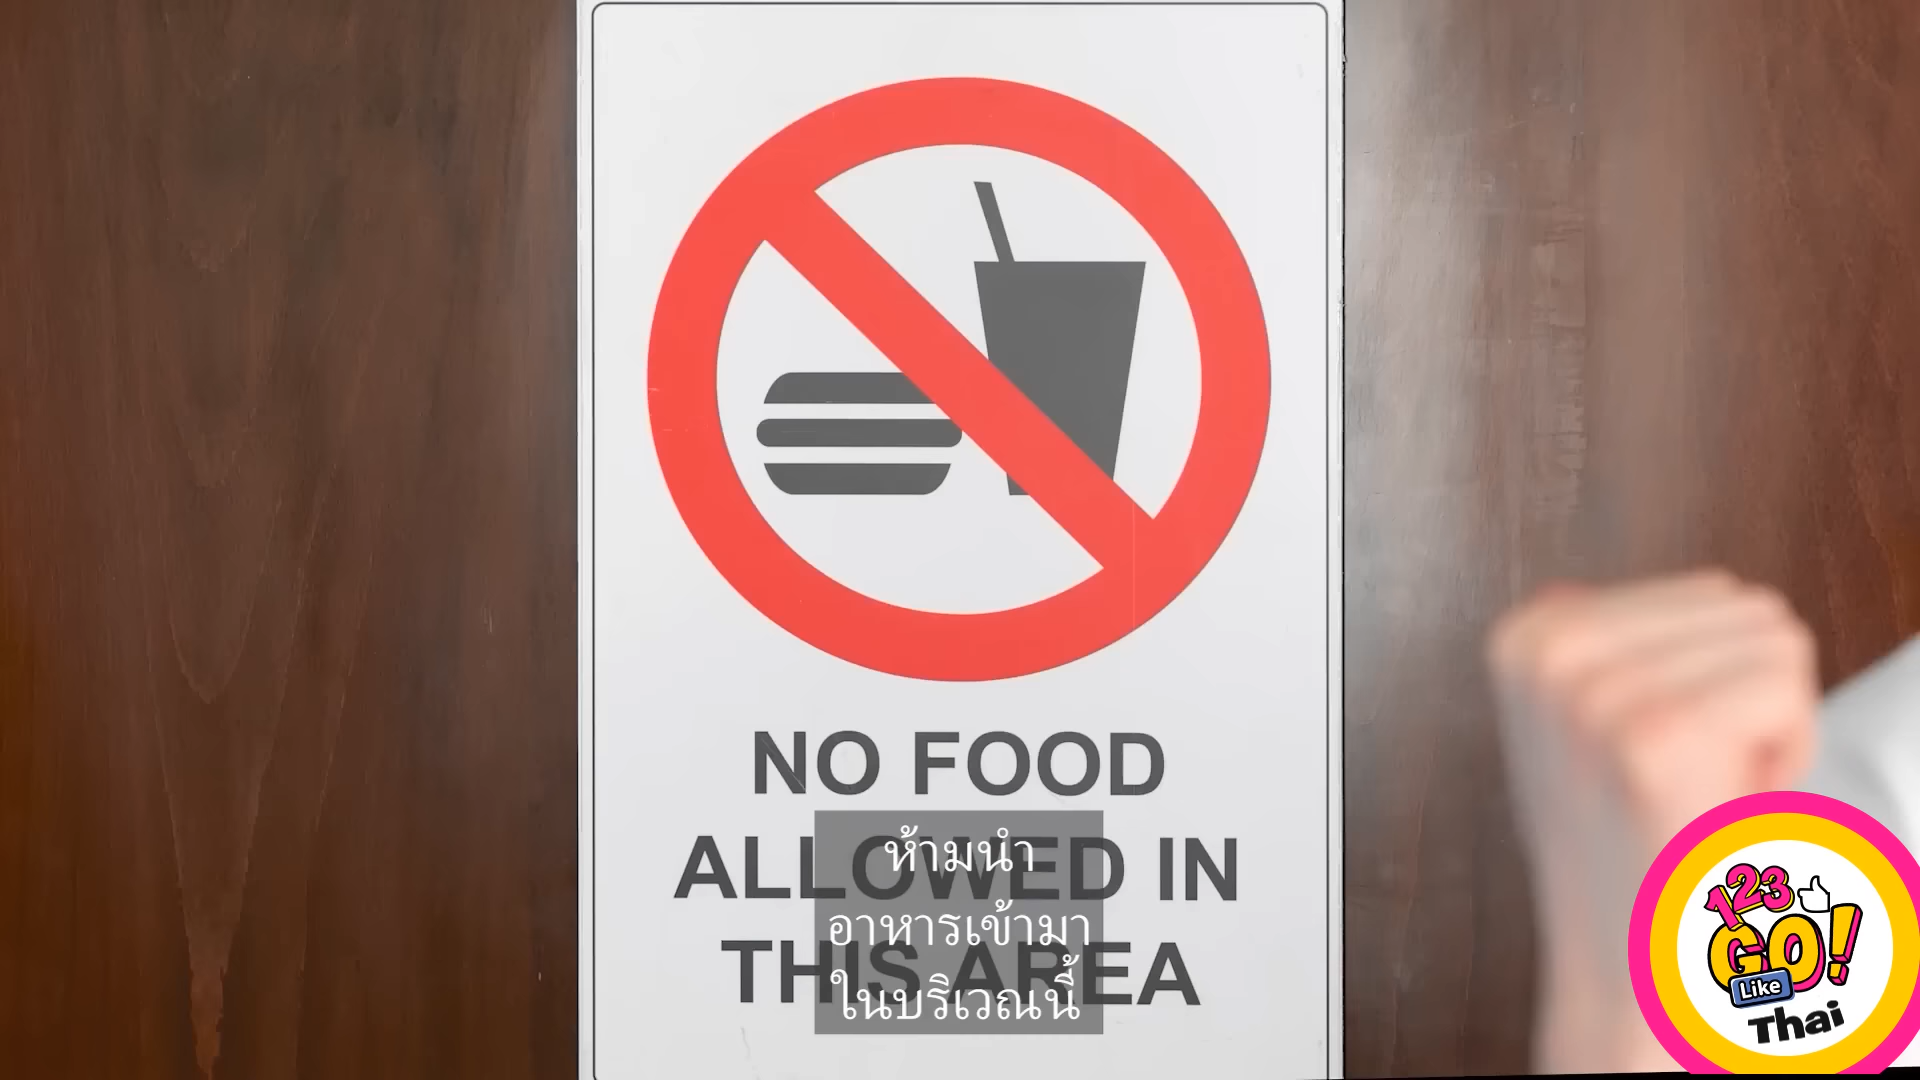 NO FOOD
ALLOWED IN
THIS AREA
ห้ามนำ
อาหารเข้ามา
ในบริเวณนี้
123
GO!
Like
Thai